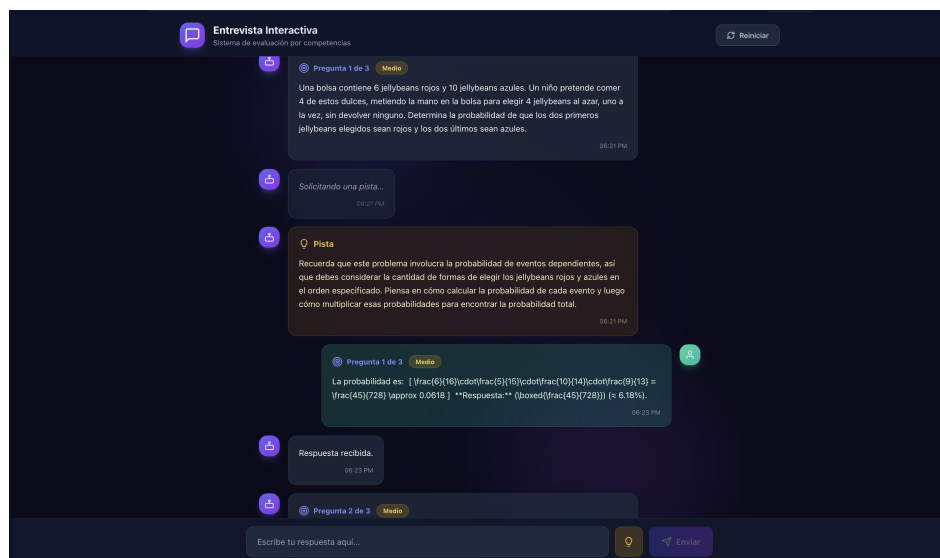 Entrevista Interactiva
Sistema de evaluación por competencias
Reiniciar
Pregunta 1 de 3 Medio
Una bolsa contiene 6 jellybeans rojos y 10 jellybeans azules. Un niño pretende comer
4 de estos dulces, metiendo la mano en la bolsa para elegir 4 jellybeans al azar, uno a
la vez, sin devolver ninguno. Determina la probabilidad de que los dos primeros
jellybeans elegidos sean rojos y los dos últimos sean azules.
06:21 PM
Solicitando una pista...
06:21 PM
Pista
Recuerda que este problema involucra la probabilidad de eventos dependientes, así
que debes considerar la cantidad de formas de elegir los jellybeans rojos y azules en
el orden especificado. Piensa en cómo calcular la probabilidad de cada evento y luego
cómo multiplicar esas probabilidades para encontrar la probabilidad total.
06:21 PM
Pregunta 1 de 3 Medio
La probabilidad es: [ \frac{6}{16}\cdot\frac{5}{15}\cdot\frac{10}{14}\cdot\frac{9}{13} =
\frac{45}{728} \approx 0.0618 ] **Respuesta:** (\boxed{\frac{45}{728}}) (≈ 6.18%).
06:23 PM
Respuesta recibida.
06:23 PM
Pregunta 2 de 3 Medio
Escribe tu respuesta aquí...
Enviar